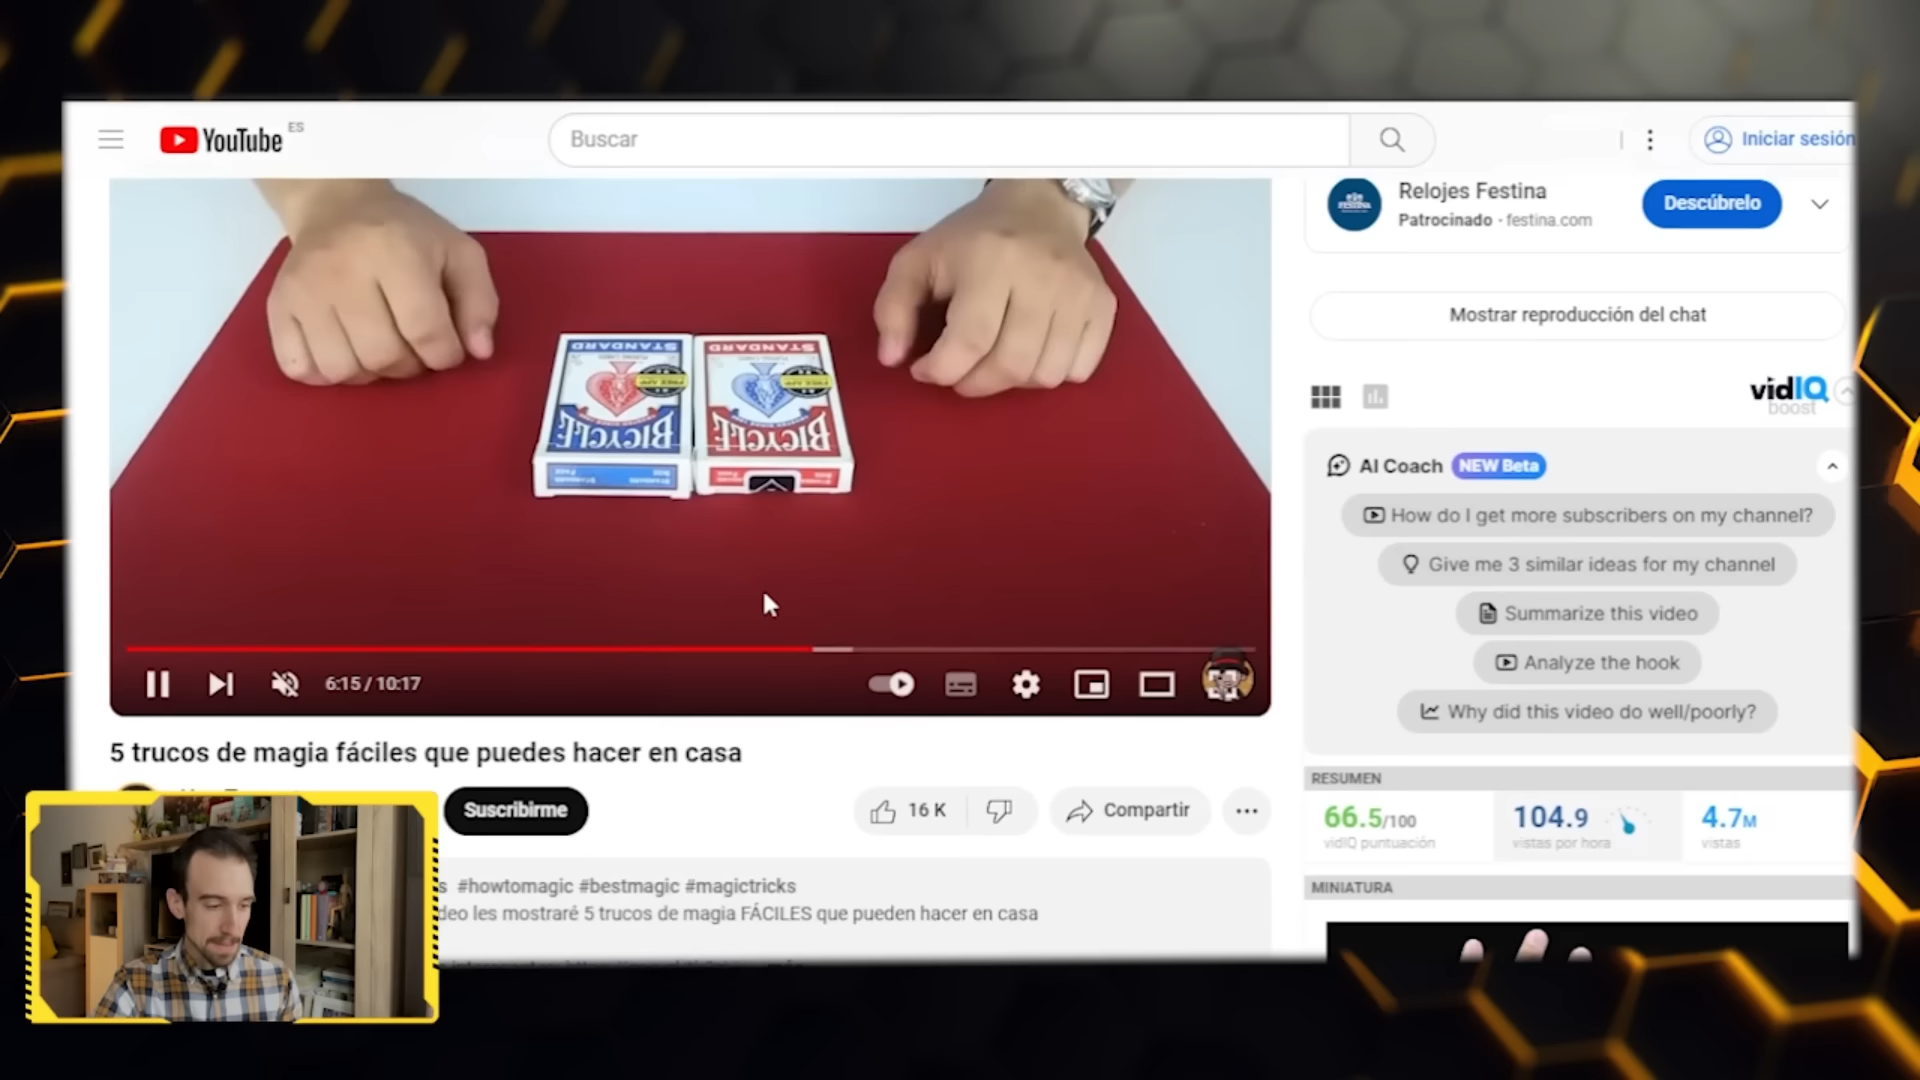 YouTube ES
Buscar
Iniciar sesión
Relojes Festina
Patrocinado · festina.com
Descúbrelo
FESTINA
Mostrar reproducción del chat
STANDARD
STANDARD
BICYCLE
BICYCLE
vidIQ
boost
AI Coach NEW Beta
How do I get more subscribers on my channel?
Give me 3 similar ideas for my channel
Summarize this video
Analyze the hook
Why did this video do well/poorly?
6:15 / 10:17
5 trucos de magia fáciles que puedes hacer en casa
Suscribirme
16 K
Compartir
#howtomagic #bestmagic #magictricks
les mostraré 5 trucos de magia FÁCILES que pueden hacer en casa
RESUMEN
66.5/100
vidIQ puntuación
104.9
vistas por hora
4.7M
vistas
MINIATURA